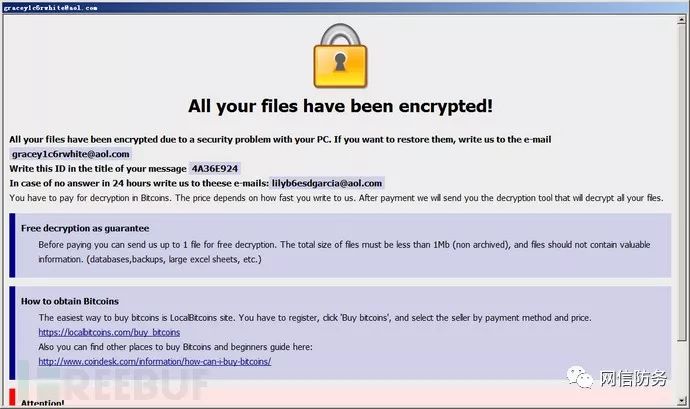 gracey1c6rwhite@aol.com
All your files have been encrypted!
All your files have been encrypted due to a security problem with your PC. If you want to restore them, write us to the e-mail
gracey1c6rwhite@aol.com
Write this ID in the title of your message 4A36E924
In case of no answer in 24 hours write us to theese e-mails: lilyb6esdgarcia@aol.com
You have to pay for decryption in Bitcoins. The price depends on how fast you write to us. After payment we will send you the decryption tool that will decrypt all your files.
Free decryption as guarantee
Before paying you can send us up to 1 file for free decryption. The total size of files must be less than 1Mb (non archived), and files should not contain valuable
information. (databases,backups, large excel sheets, etc.)
How to obtain Bitcoins
The easiest way to buy bitcoins is LocalBitcoins site. You have to register, click 'Buy bitcoins', and select the seller by payment method and price.
https://localbitcoins.com/buy_bitcoins
Also you can find other places to buy Bitcoins and beginners guide here:
http://www.coindesk.com/information/how-can-i-buy-bitcoins/
Attention!
REEBUF
网信防务